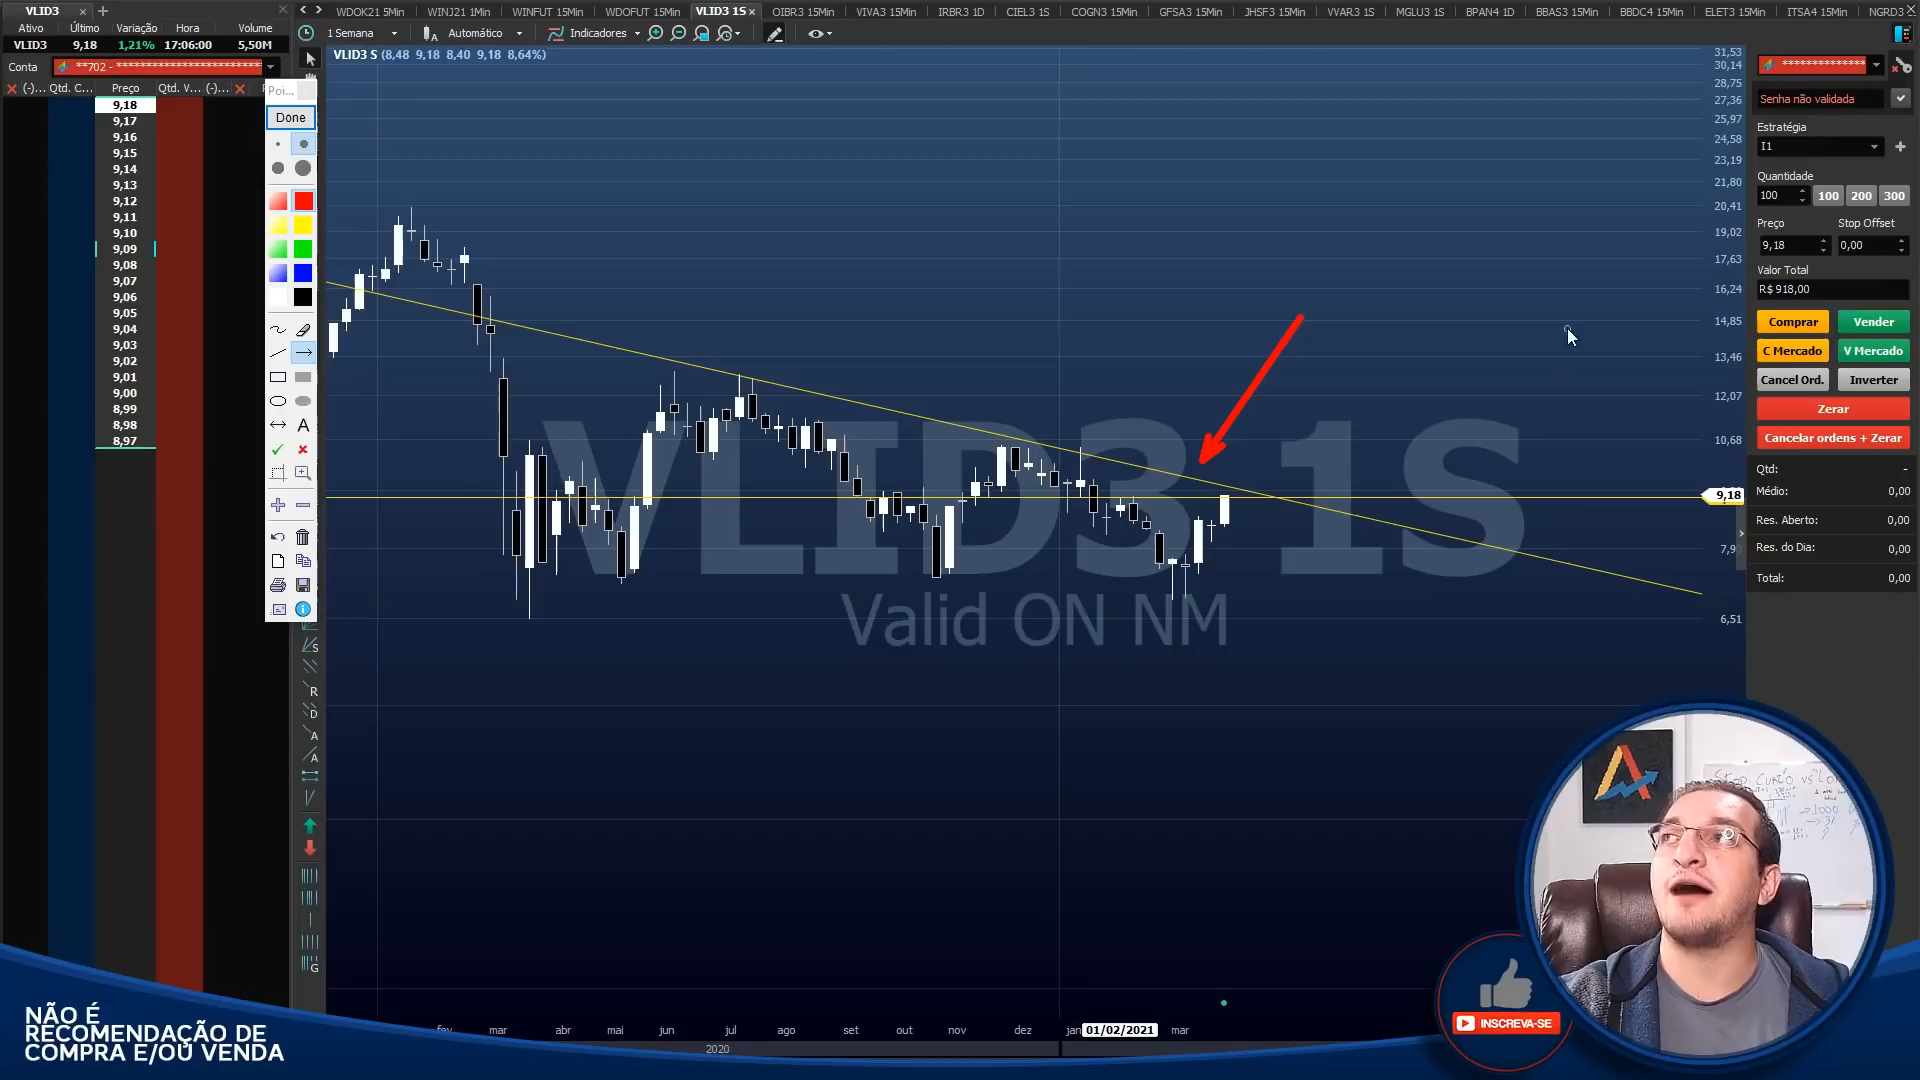 VLID3
WDOK21 5Min WINJ21 1Min WINFUT 15Min WDOFUT 15Min VLID3 1S OIBR3 15Min VIVA3 15Min IRBR3 1D CIEL3 1S COGN3 15Min GFSA3 15Min JHSF3 15Min VVAR3 1S MGLU3 1S BPAN4 1D BBAS3 15Min BBDC4 15Min ELET3 15Min ITSA4 15Min NGRD3
Ativo Último Variação Hora Volume
VLID3 9,18 1,21% 17:06:00 5,50M
1 Semana Automático Indicadores
Conta **702 - **************************
VLID3 S (8,48 9,18 8,40 9,18 8,64%)
(-)... Qtd. C... Preço Qtd. V... (-)...
Poi...
Done
9,18
9,17
9,16
9,15
9,14
9,13
9,12
9,11
9,10
9,09
9,08
9,07
9,06
9,05
9,04
9,03
9,02
9,01
9,00
8,99
8,98
8,97
A
S
R
D
A
A
G
31,53
30,14
28,75
27,36
25,97
24,58
23,19
21,80
20,41
19,02
17,63
16,24
14,85
13,46
12,07
10,68
9,18
7,90
6,51
VLID3 1S
Valid ON NM
***************
Senha não validada
Estratégia
I1
Quantidade
100 100 200 300
Preço Stop Offset
9,18 0,00
Valor Total
R$ 918,00
Comprar Vender
C Mercado V Mercado
Cancel Ord. Inverter
Zerar
Cancelar ordens + Zerar
Qtd: -
Médio: 0,00
Res. Aberto: 0,00
Res. do Dia: 0,00
Total: 0,00
fev mar abr mai jun jul ago set out nov dez jan 01/02/2021 mar
2020
NÃO É
RECOMENDAÇÃO DE
COMPRA E/OU VENDA
INSCREVA-SE